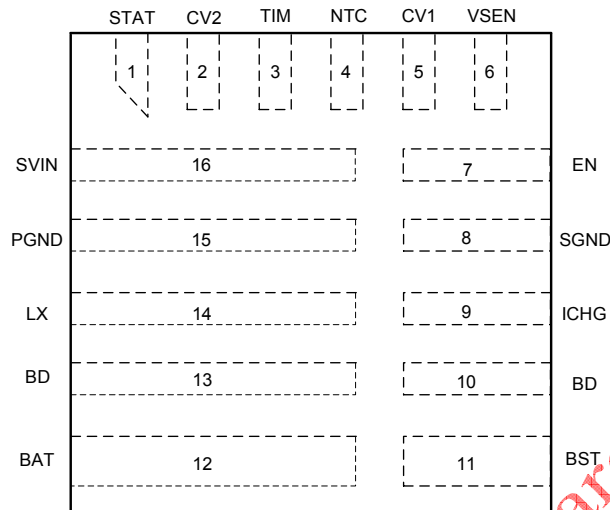 STAT CV2 TIM NTC CV1 VSEN
1 2 3 4 5 6
SVIN 16 7 EN
PGND 15 8 SGND
LX 14 9 ICHG
BD 13 10 BD
BAT 12 11 BST